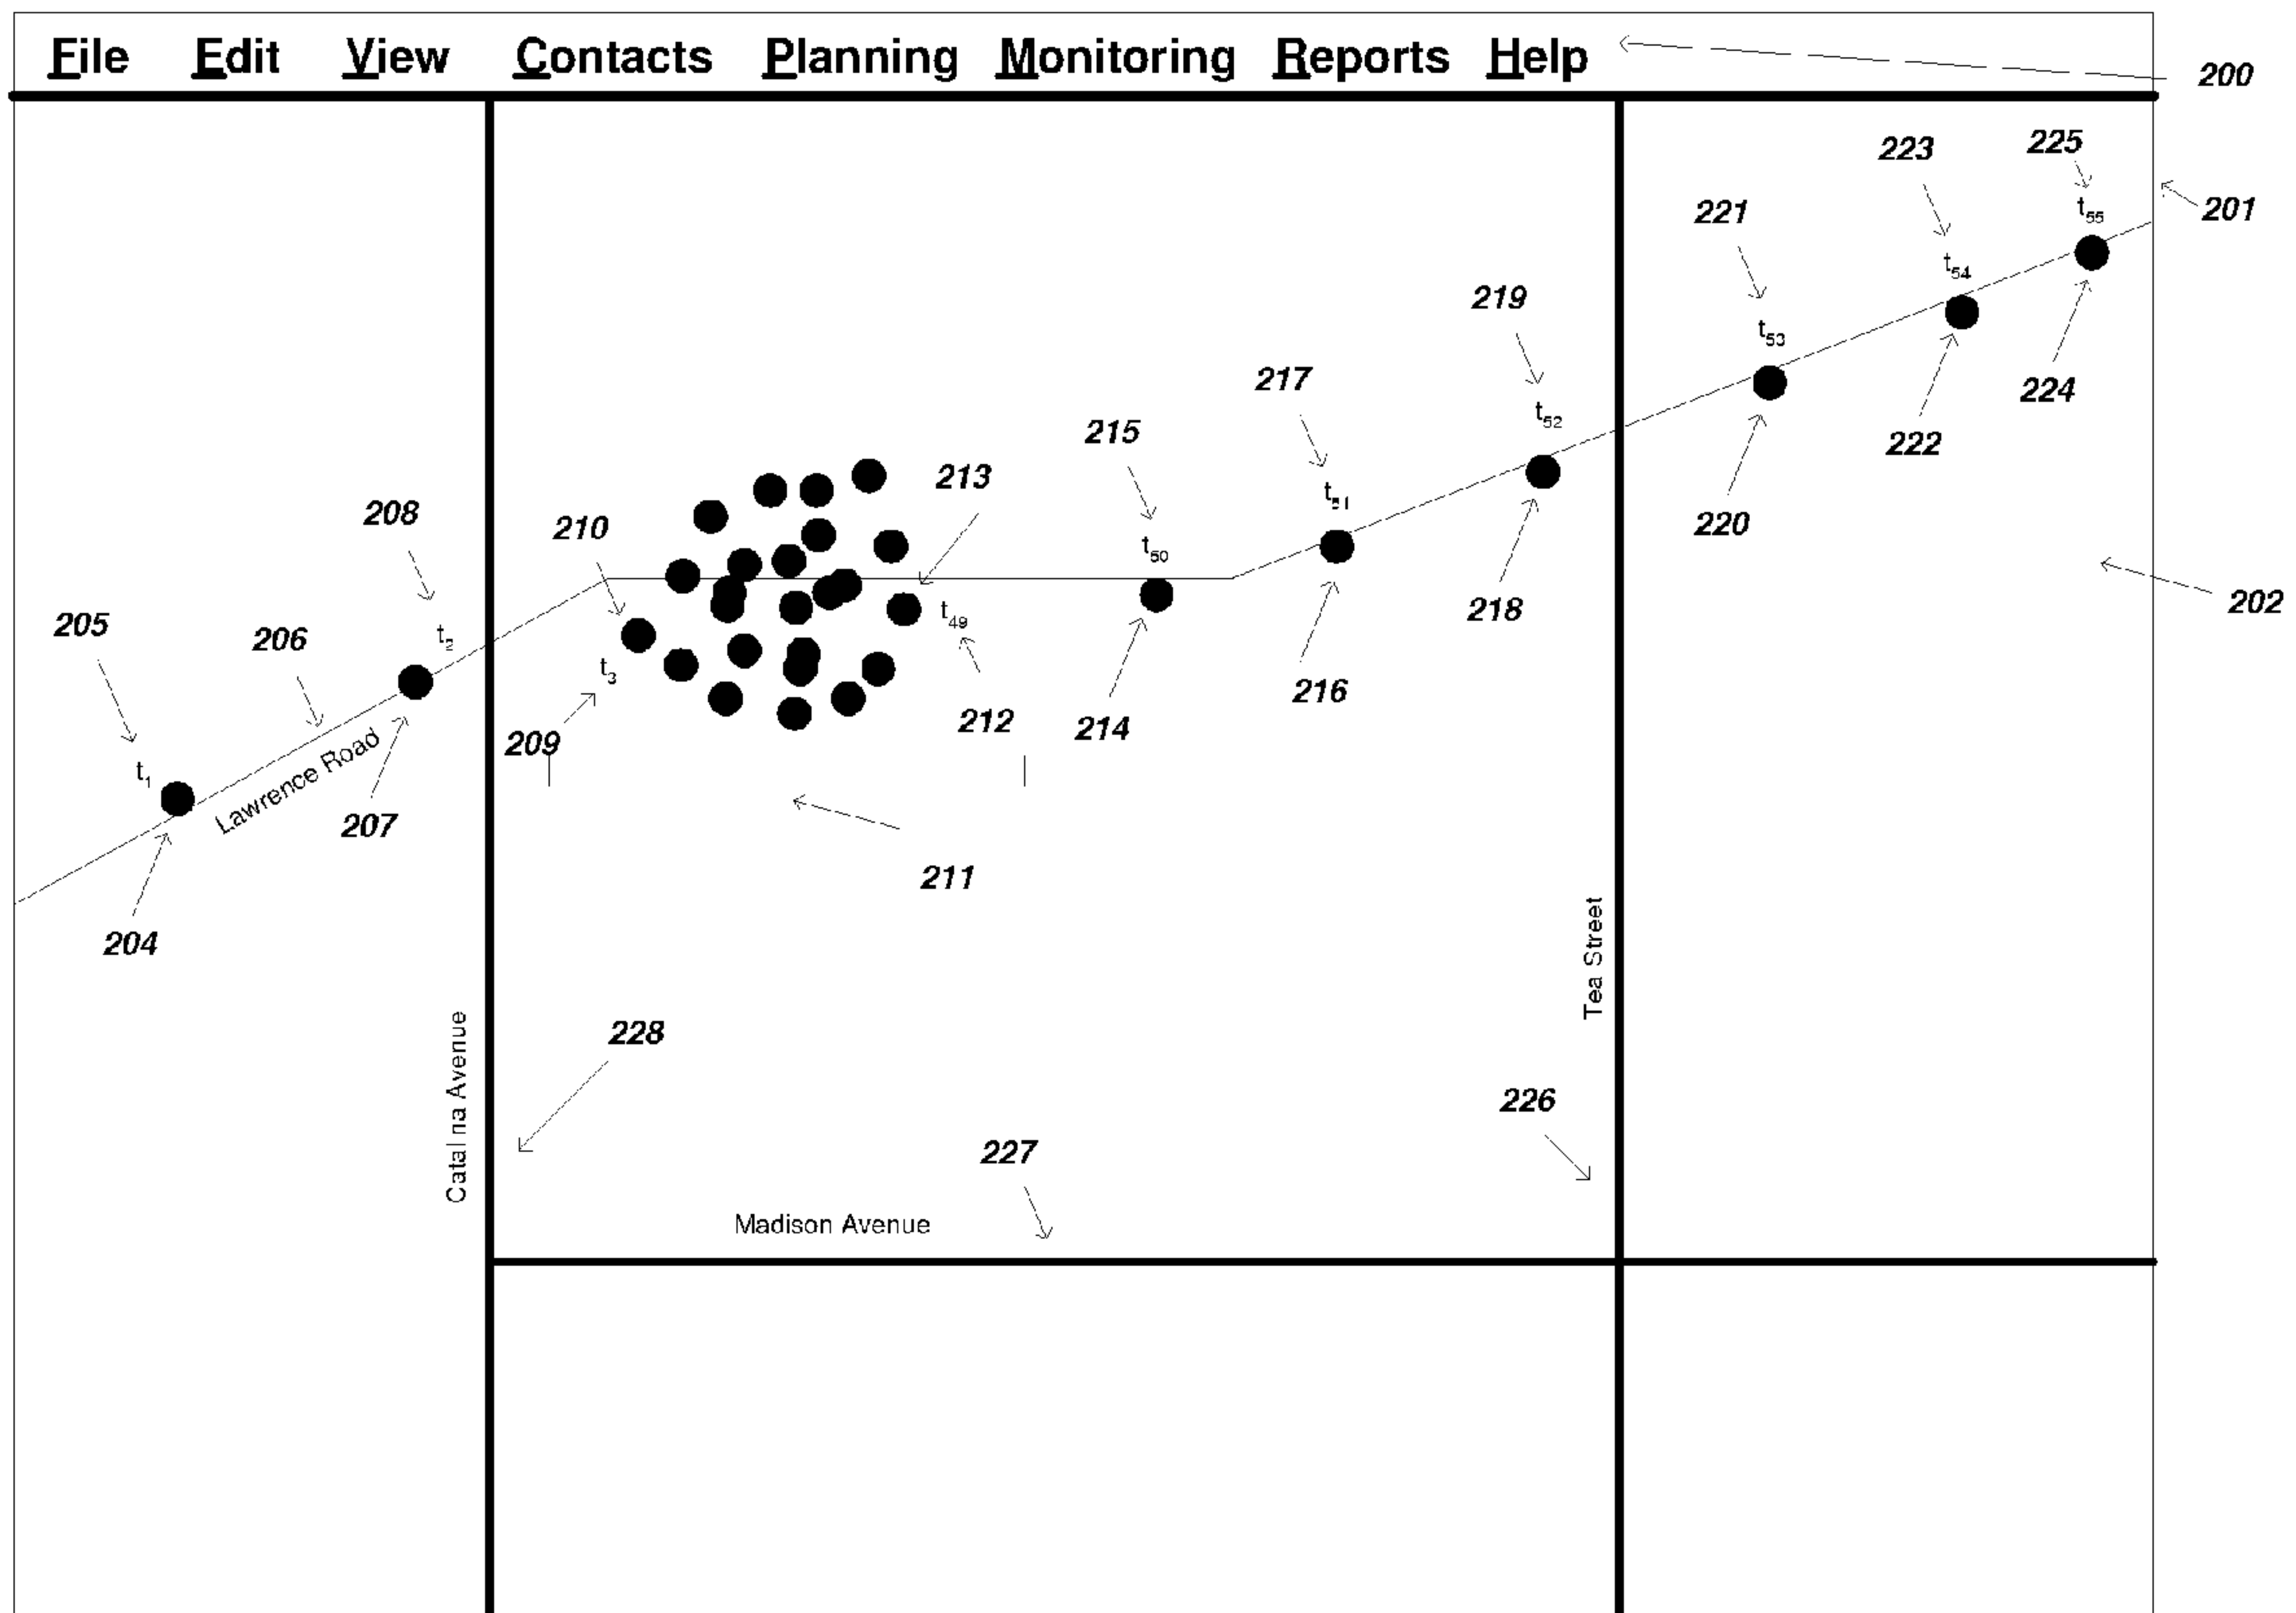 File Edit View Contacts Planning Monitoring Reports Help
200
225
223
t55
201
221
t54
219
t53
224
217
t52
222
215
213
t51
208
210
220
t50
202
205
206
t2
t49
218
t3
216
212
214
209
t1
Lawrence Road
207
211
204
Tea Street
228
Catalina Avenue
226
227
Madison Avenue